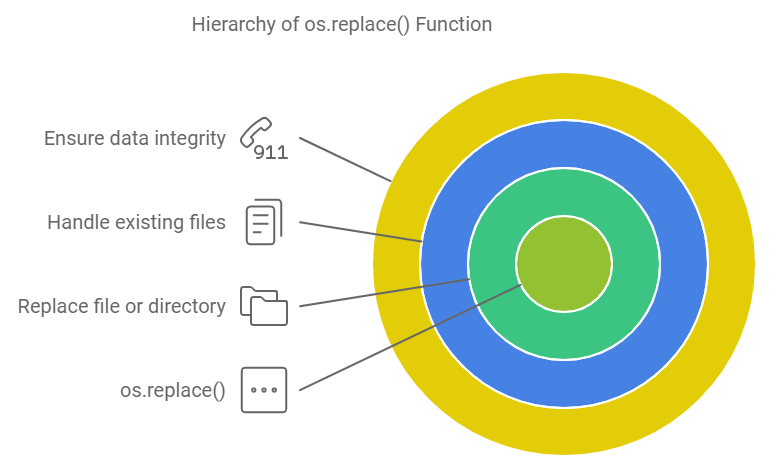 Hierarchy of os.replace() Function
Ensure data integrity
911
Handle existing files
Replace file or directory
os.replace()